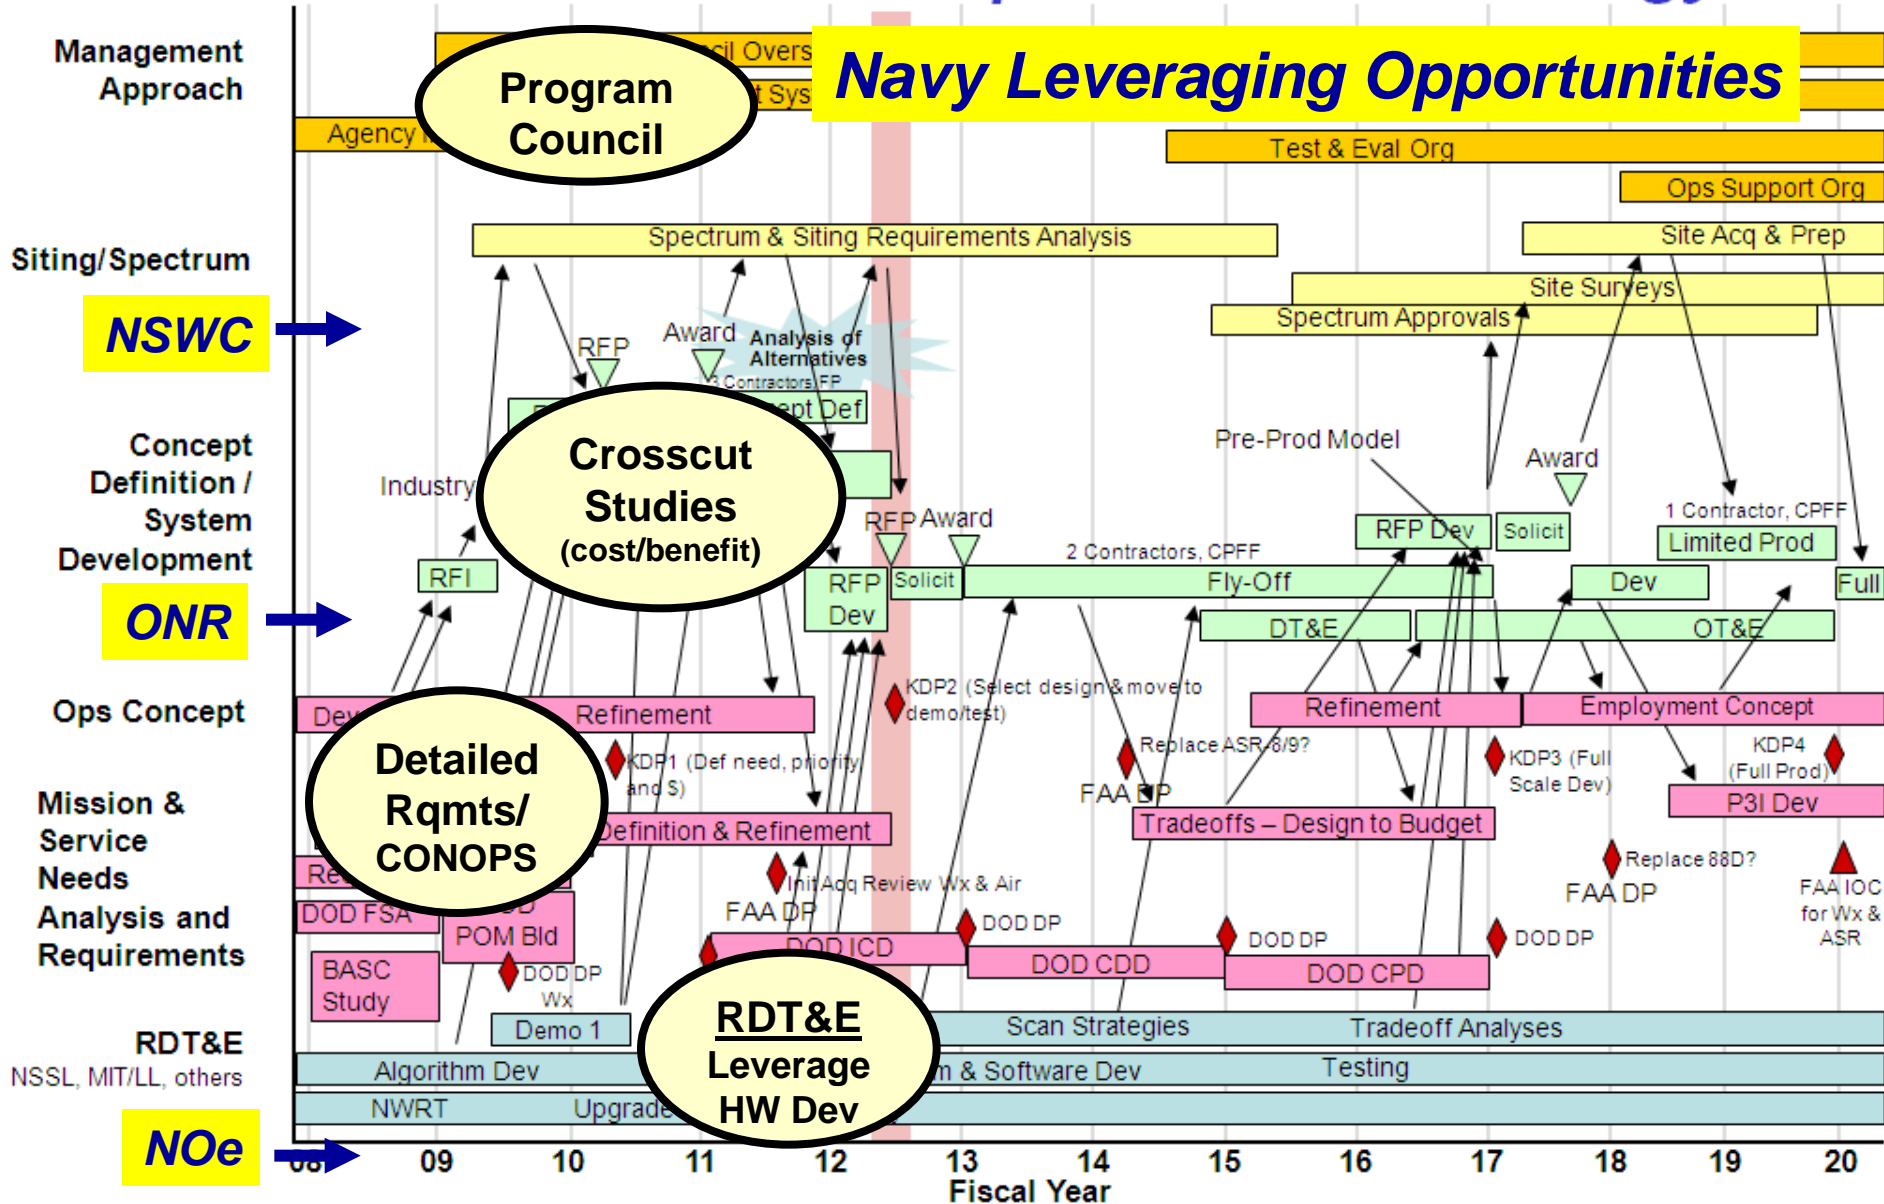 Navy Leveraging Opportunities
Management
Approach
Program
Council
Agency
Test & Eval Org
Ops Support Org
Siting/Spectrum
Spectrum & Siting Requirements Analysis
Site Acq & Prep
Site Surveys
Spectrum Approvals
NSWC
RFP
Award
Analysis of
Alternatives
3 Contractors, FP
Def
Concept
Definition /
System
Development
Industry
Crosscut
Studies
(cost/benefit)
Pre-Prod Model
Award
RFP Award
1 Contractor, CPFF
RFP Dev
Solicit
Limited Prod
2 Contractors, CPFF
RFI
RFP
Dev
Solicit
Fly-Off
Dev
Full
ONR
DT&E
OT&E
Ops Concept
Dev
Refinement
KDP2 (Select design & move to
demo/test)
Refinement
Employment Concept
Detailed
Rqmts/
CONOPS
KDP1 (Def need, priority
and $)
Replace ASR-8/9?
FAA DP
KDP3 (Full
Scale Dev)
KDP4
(Full Prod)
Mission &
Service
Needs
Analysis and
Requirements
Definition & Refinement
Tradeoffs – Design to Budget
P3I Dev
Init Acq Review Wx & Air
FAA DP
Replace 88D?
FAA DP
FAA IOC
for Wx &
ASR
DOD FSA
POM Bld
DOD ICD
DOD DP
DOD CDD
DOD DP
DOD CPD
DOD DP
BASC
Study
DOD DP
Wx
RDT&E
NSSL, MIT/LL, others
Demo 1
RDT&E
Leverage
HW Dev
Scan Strategies
Tradeoff Analyses
Algorithm Dev
& Software Dev
Testing
NWRT
Upgrade
NOe
08 09 10 11 12 13 14 15 16 17 18 19 20
Fiscal Year